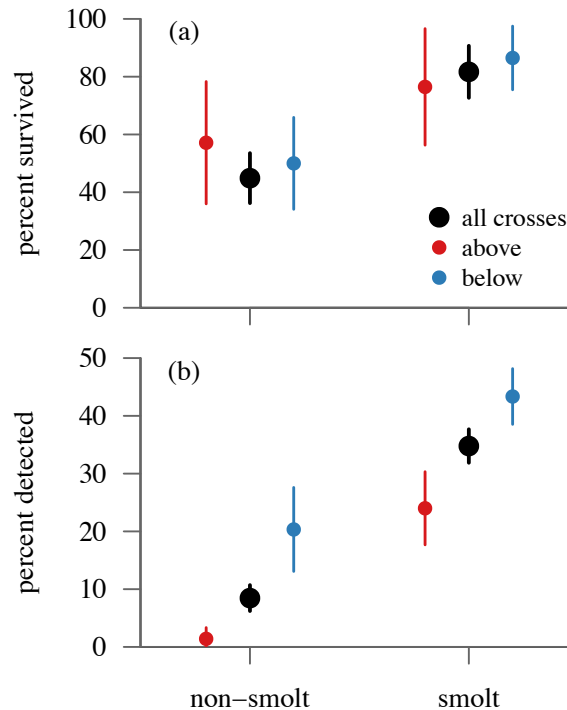 percent survived
100
80
60
40
20
0
(a)
all crosses
above
below
percent detected
50
40
30
20
10
0
(b)
non−smolt
smolt